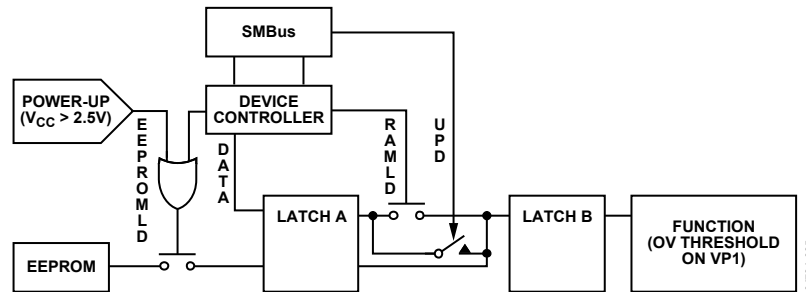 SMBus
POWER-UP
(VCC > 2.5V)
DEVICE
CONTROLLER
EEPROMLD
DATA
RAMLD
UPD
LATCH A
LATCH B
FUNCTION
(OV THRESHOLD
ON VP1)
EEPROM